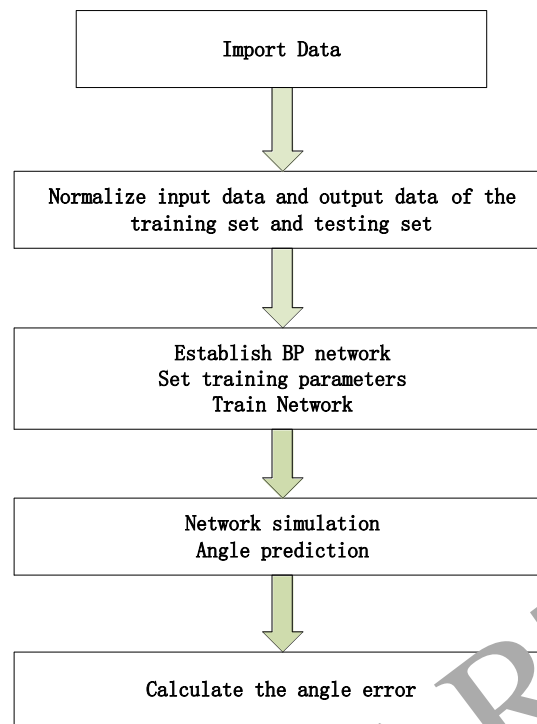 Import Data
Normalize input data and output data of the
training set and testing set
Establish BP network
Set training parameters
Train Network
Network simulation
Angle prediction
Calculate the angle error